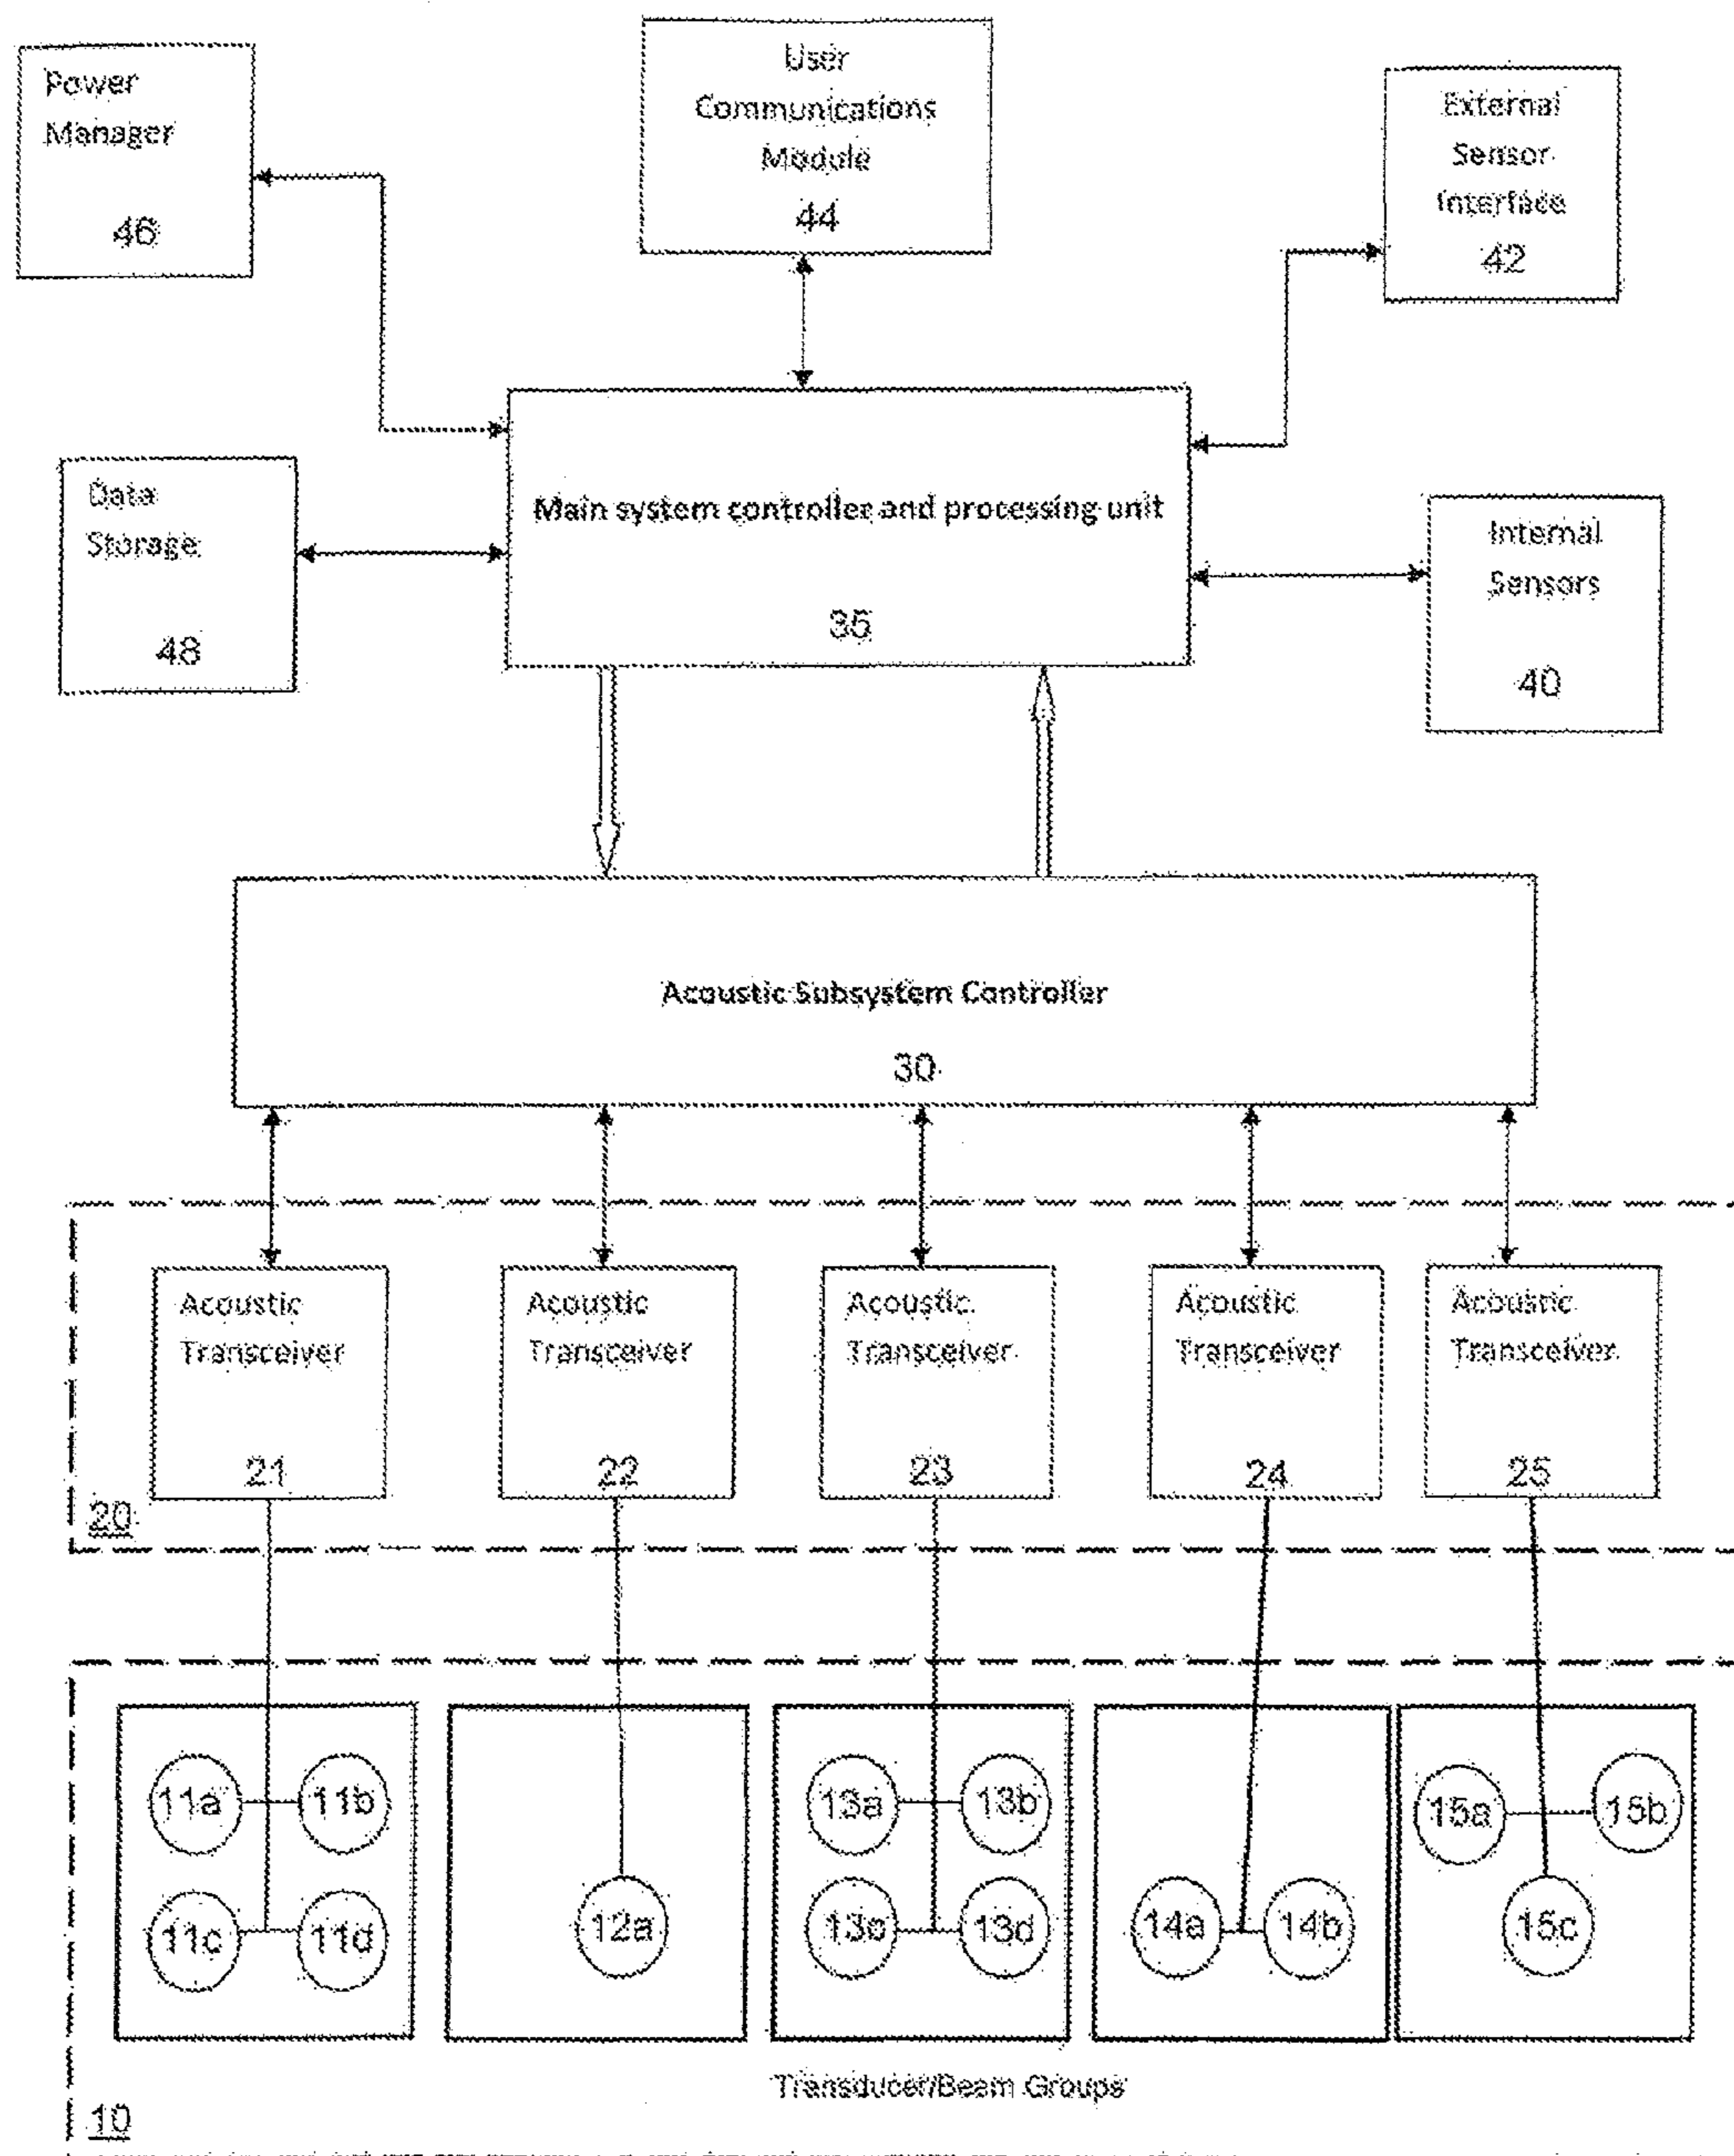 Power
Manager
46
User
Communications
Module
44
External
Sensor
Interface
42
Data
Storage
48
Main system controller and processing unit
35
Internal
Sensors
40
Acoustic Subsystem Controller
30
Acoustic
Transceiver
21
Acoustic
Transceiver
22
Acoustic
Transceiver
23
Acoustic
Transceiver
24
Acoustic
Transceiver
25
20
11a
11b
11c
11d
12a
13a
13b
13c
13d
14a
14b
15a
15b
15c
Transducer/Beam Groups
10